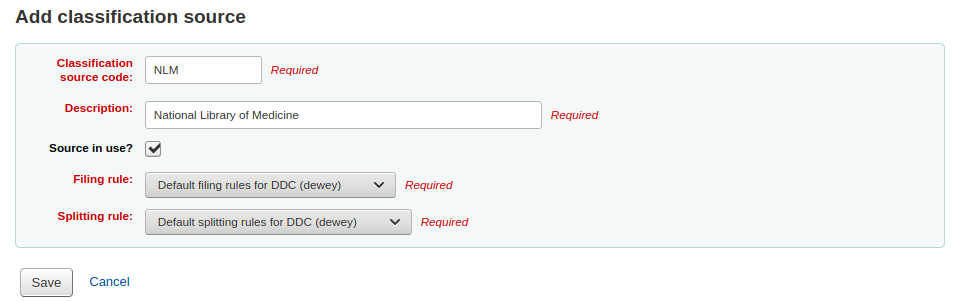 Add classification source
Classification
source code:
NLM
Required
Description:
National Library of Medicine
Required
Source in use?
Filing rule:
Default filing rules for DDC (dewey)
Required
Splitting rule:
Default splitting rules for DDC (dewey)
Required
Save
Cancel